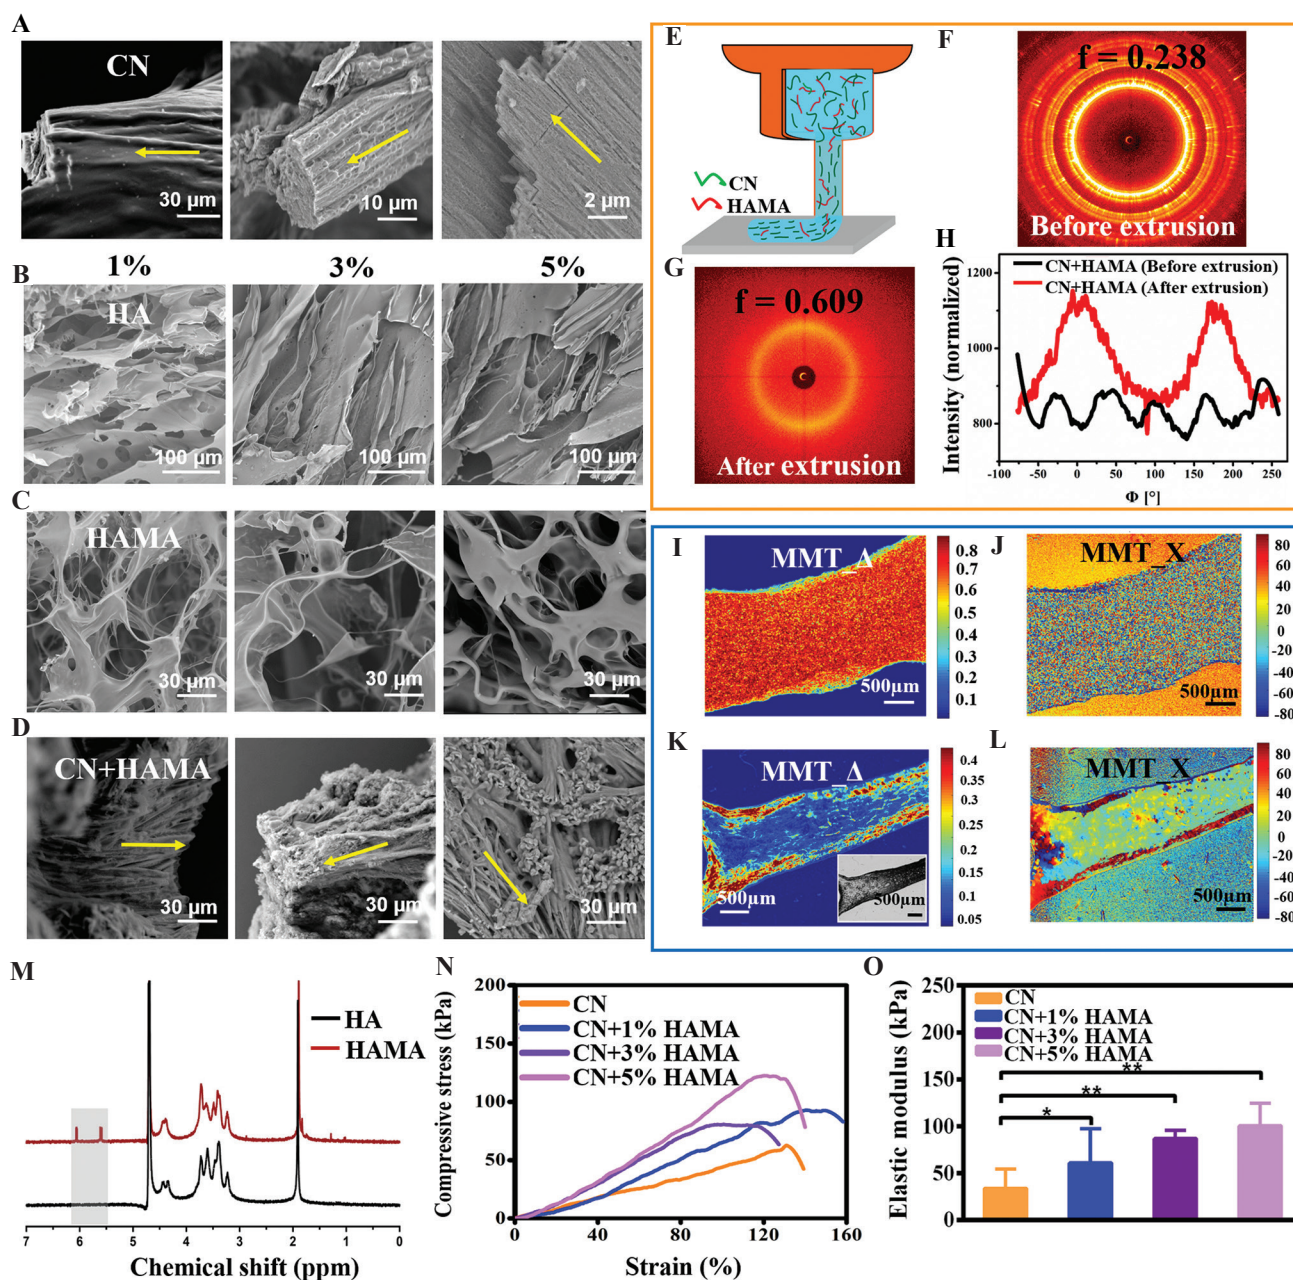 A
CN
30 µm
10 µm
2 µm
1%
3%
5%
B
HA
100 µm
100 µm
100 µm
C
HAMA
30 µm
30 µm
30 µm
D
CN+HAMA
30 µm
30 µm
30 µm
E
CN
HAMA
F
f = 0.238
Before extrusion
G
f = 0.609
After extrusion
H
CN+HAMA (Before extrusion)
CN+HAMA (After extrusion)
Intensity (normalized)
1200
1000
800
-100
-50
0
50
100
150
200
250
Φ [°]
I
MMT_Δ
500µm
0.8
0.7
0.6
0.5
0.4
0.3
0.2
0.1
J
MMT_X
500µm
80
60
40
20
0
-20
-40
-60
-80
K
MMT_Δ
500µm
500µm
0.4
0.35
0.3
0.25
0.2
0.15
0.1
0.05
L
MMT_X
500µm
80
60
40
20
0
-20
-40
-60
-80
M
HA
HAMA
7
6
5
4
3
2
1
0
Chemical shift (ppm)
N
CN
CN+1% HAMA
CN+3% HAMA
CN+5% HAMA
Compressive stress (kPa)
200
150
100
50
0
0
40
80
120
160
Strain (%)
O
CN
CN+1% HAMA
CN+3% HAMA
CN+5% HAMA
Elastic modulus (kPa)
250
200
150
100
50
0
**
**
*